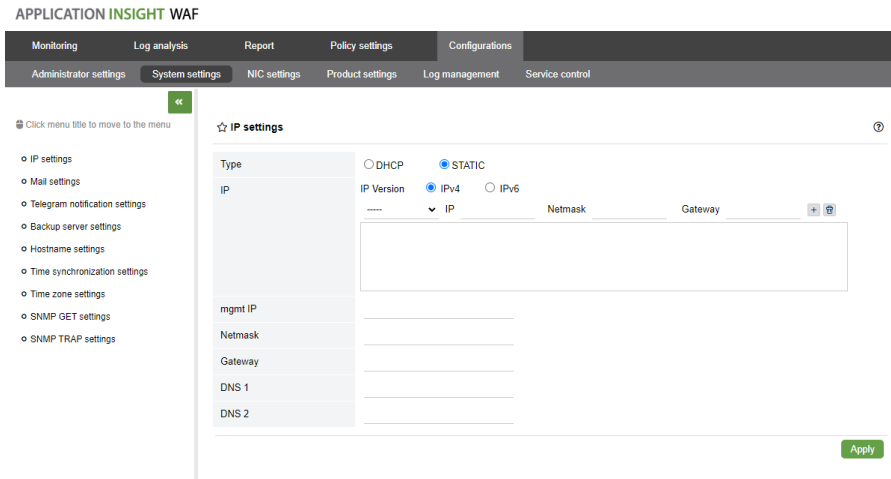 APPLICATION INSIGHT WAF
Monitoring Log analysis Report Policy settings Configurations
Administrator settings System settings NIC settings Product settings Log management Service control
«
Click menu title to move to the menu
IP settings
Mail settings
Telegram notification settings
Backup server settings
Hostname settings
Time synchronization settings
Time zone settings
SNMP GET settings
SNMP TRAP settings
IP settings ?
Type DHCP STATIC
IP IP Version IPv4 IPv6
----- IP Netmask Gateway +
mgmt IP
Netmask
Gateway
DNS 1
DNS 2
Apply